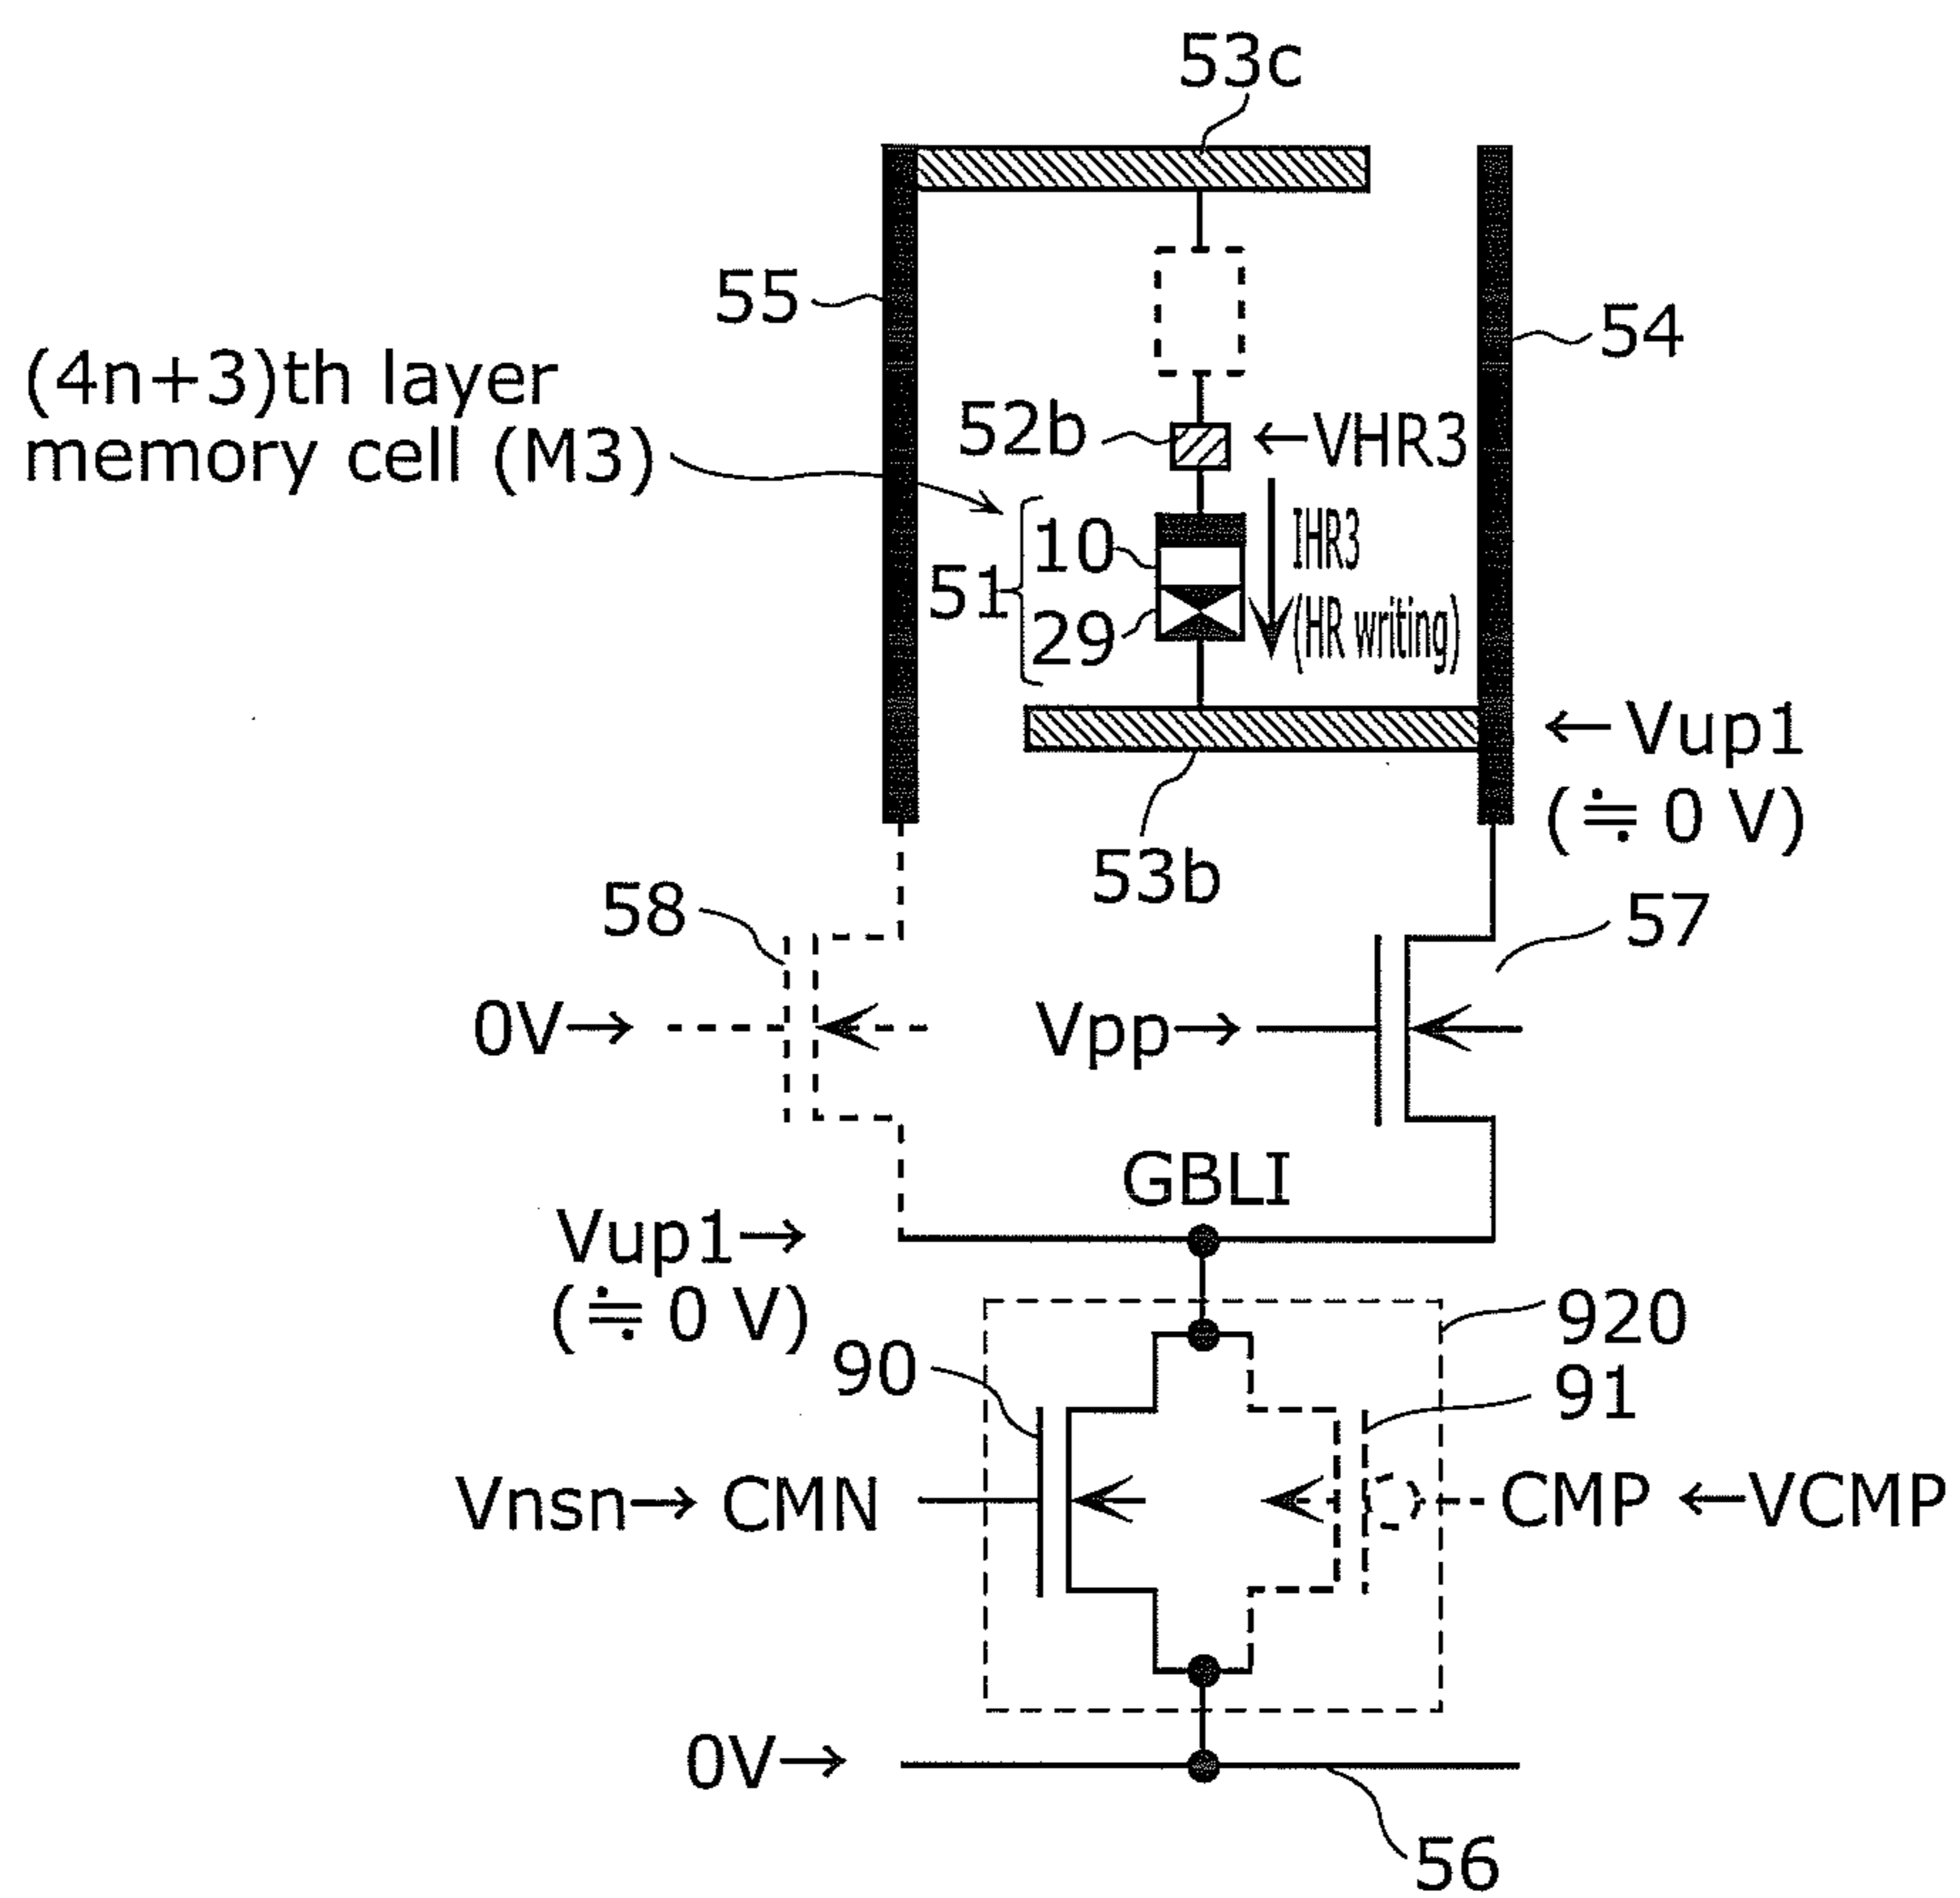 53c
55
54
(4n+3)th layer
memory cell (M3)
52b
←VHR3
51
10
29
IHR3
(HR writing)
←Vup1
(≒ 0 V)
53b
58
57
0V→
Vpp→
GBLI
Vup1→
(≒ 0 V)
920
90
91
Vnsn→ CMN
CMP ←VCMP
0V→
56